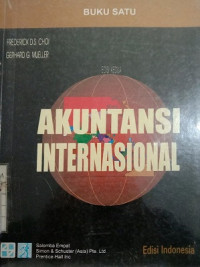 BUKU SATU
FREDERICK D.S. CHOI
GERHARD G. MUELLER
AKUNTANSI
INTERNASIONAL
Salemba Empat
Simon & Schuster (Asia) Pte. Ltd
Prentice-Hall Inc
Edisi Indonesia